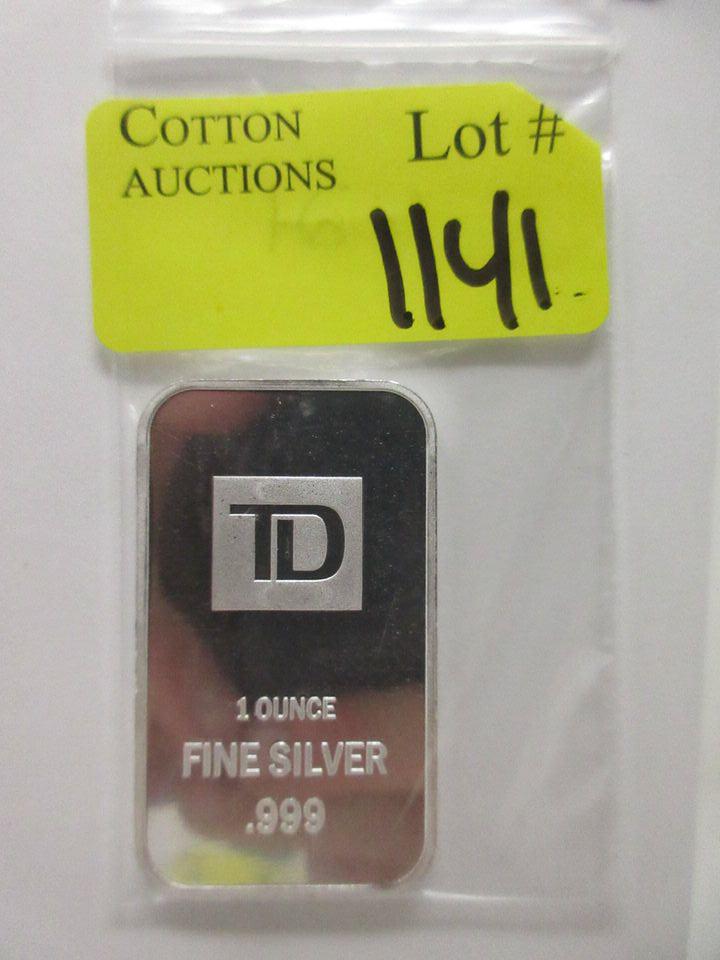 COTTON
AUCTIONS
Lot #
1141
TD
1 OUNCE
FINE SILVER
.999